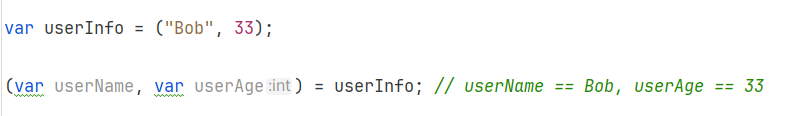 var userInfo = ("Bob", 33);
(var userName, var userAge:int) = userInfo; // userName == Bob, userAge == 33